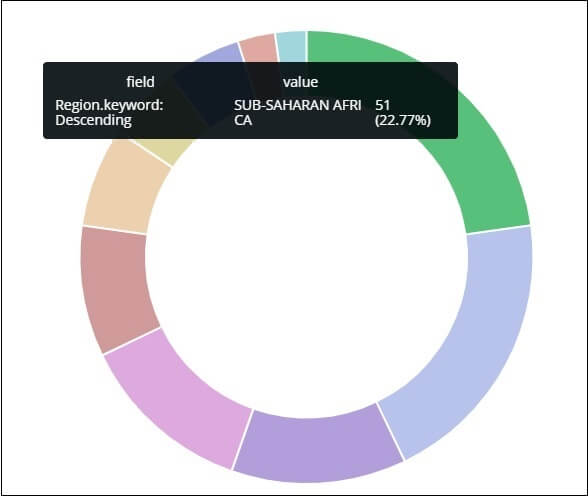 field value
Region.keyword: SUB-SAHARAN AFRI 51
Descending CA (22.77%)